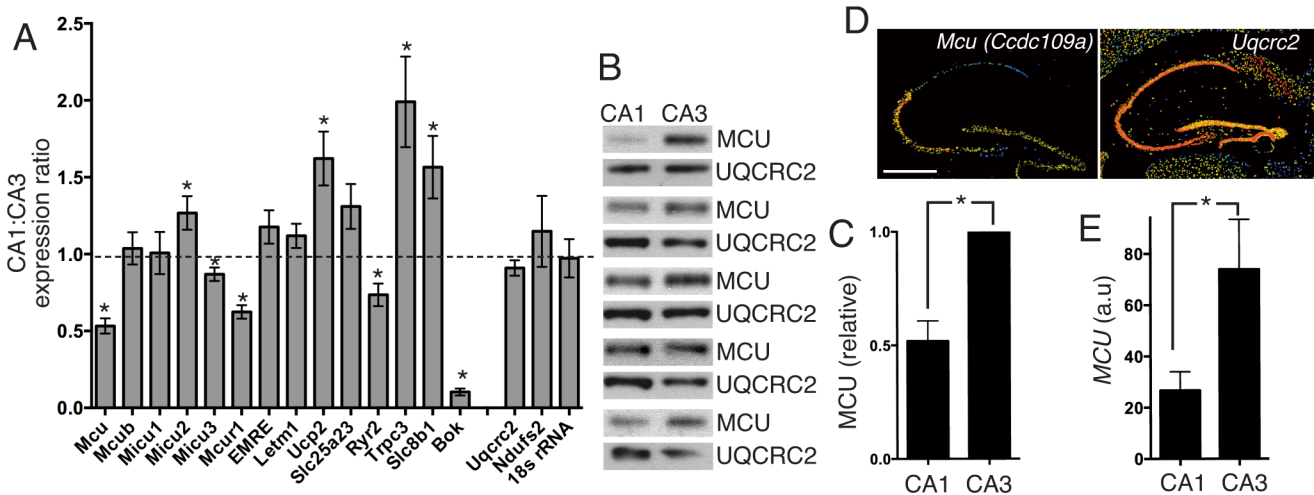 A
CA1:CA3
expression ratio
2.5
2.0
1.5
1.0
0.5
0.0
*
*
*
*
*
*
*
*
*
Mcu
Mcub
Micu1
Micu2
Micu3
Mcur1
EMRE
Letm1
Ucp2
Slc25a23
Ryr2
Trpc3
Slc8b1
Bok
Uqcrc2
Ndufs2
18s rRNA
B
CA1 CA3
MCU
UQCRC2
MCU
UQCRC2
MCU
UQCRC2
MCU
UQCRC2
MCU
UQCRC2
D
Mcu (Ccdc109a)
Uqcrc2
C
MCU (relative)
1.0
0.5
0.0
*
CA1 CA3
E
MCU (a.u)
80
60
40
20
0
*
CA1 CA3